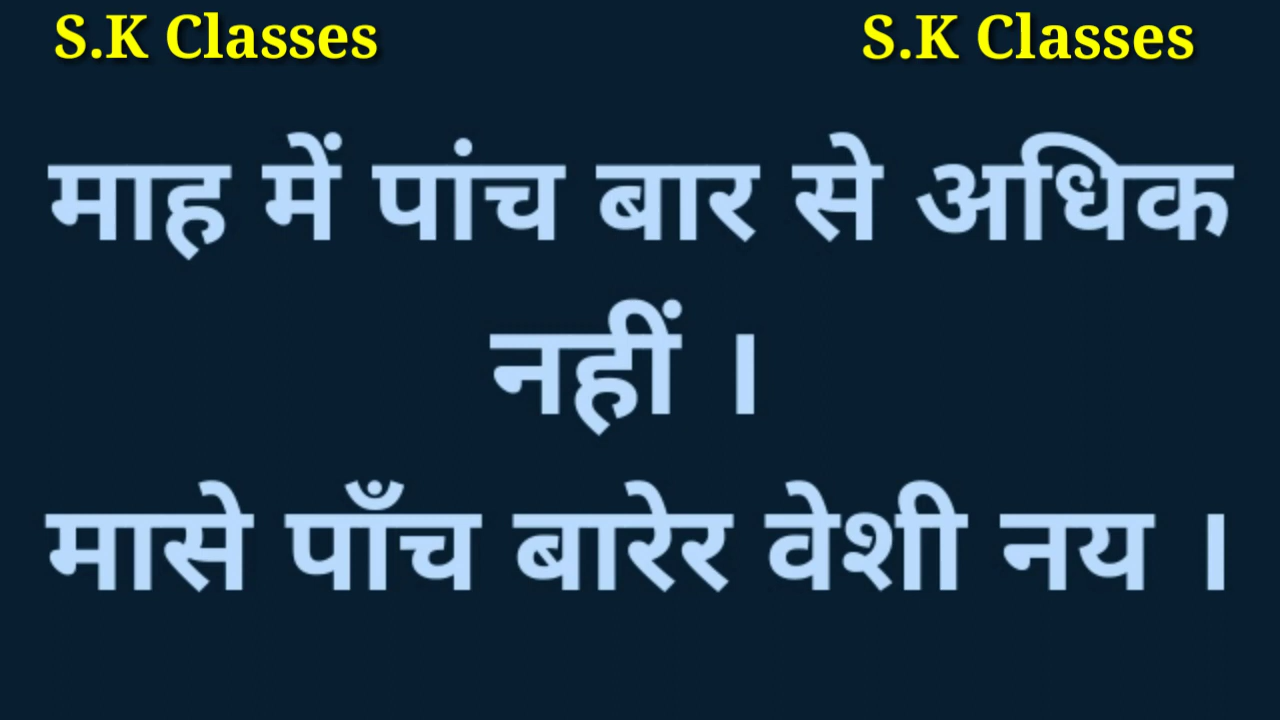 S.K Classes S.K Classes
माह में पांच बार से अधिक
नहीं ।
मासे पाँच बारेर वेशी नय ।